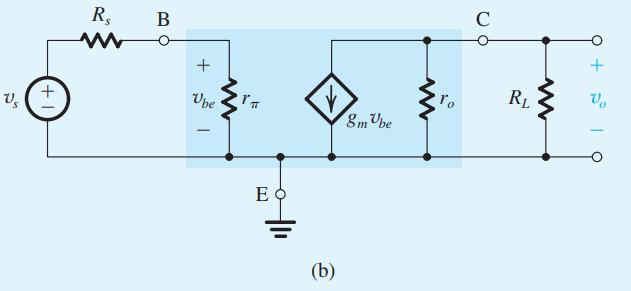 R_s B C
+ + +
v_s + − v_be r_π g_m v_be r_o R_L v_o
− −
E
(b)